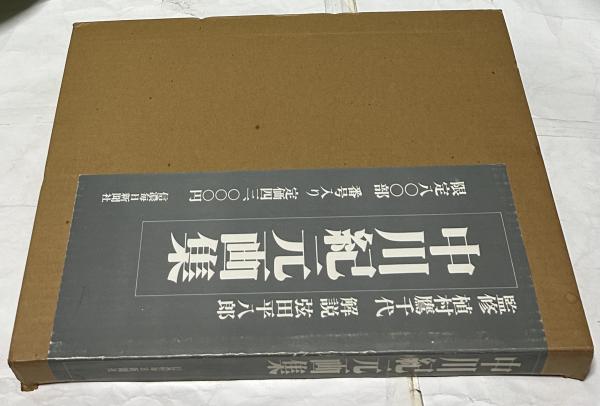 中川紀元画集
監修 植村鷹千代 解説 弦田平八郎
中川紀元画集
限定八〇〇部 番号入り 定価四二、〇〇〇円
信濃毎日新聞社